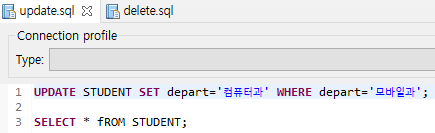 update.sql
delete.sql
Connection profile
Type:
1 UPDATE STUDENT SET depart='컴퓨터과' WHERE depart='모바일과';
2
3 SELECT * fROM STUDENT;